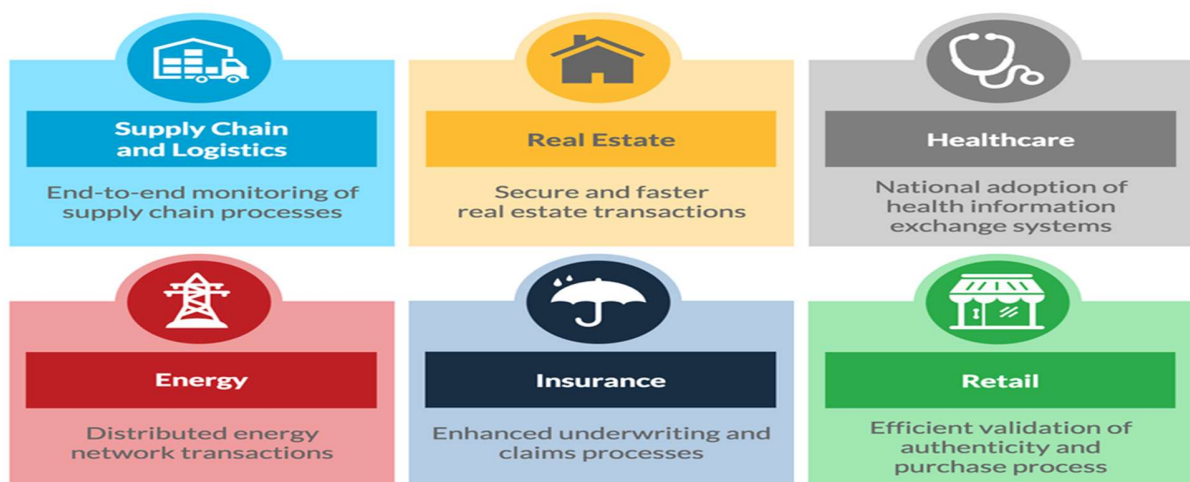 Supply Chain
and Logistics
End-to-end monitoring of
supply chain processes
Real Estate
Secure and faster
real estate transactions
Healthcare
National adoption of
health information
exchange systems
Energy
Distributed energy
network transactions
Insurance
Enhanced underwriting and
claims processes
Retail
Efficient validation of
authenticity and
purchase process